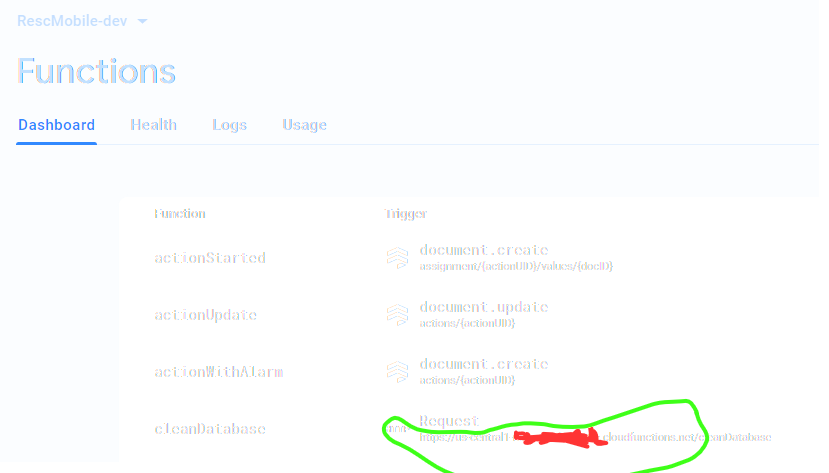 RescMobile-dev
Functions
Dashboard Health Logs Usage
Function Trigger
actionStarted document.create
assignment/{actionUID}/values/{docID}
actionUpdate document.update
actions/{actionUID}
actionWithAlarm document.create
actions/{actionUID}
cleanDatabase Request
https://us-central1- .cloudfunctions.net/cleanDatabase